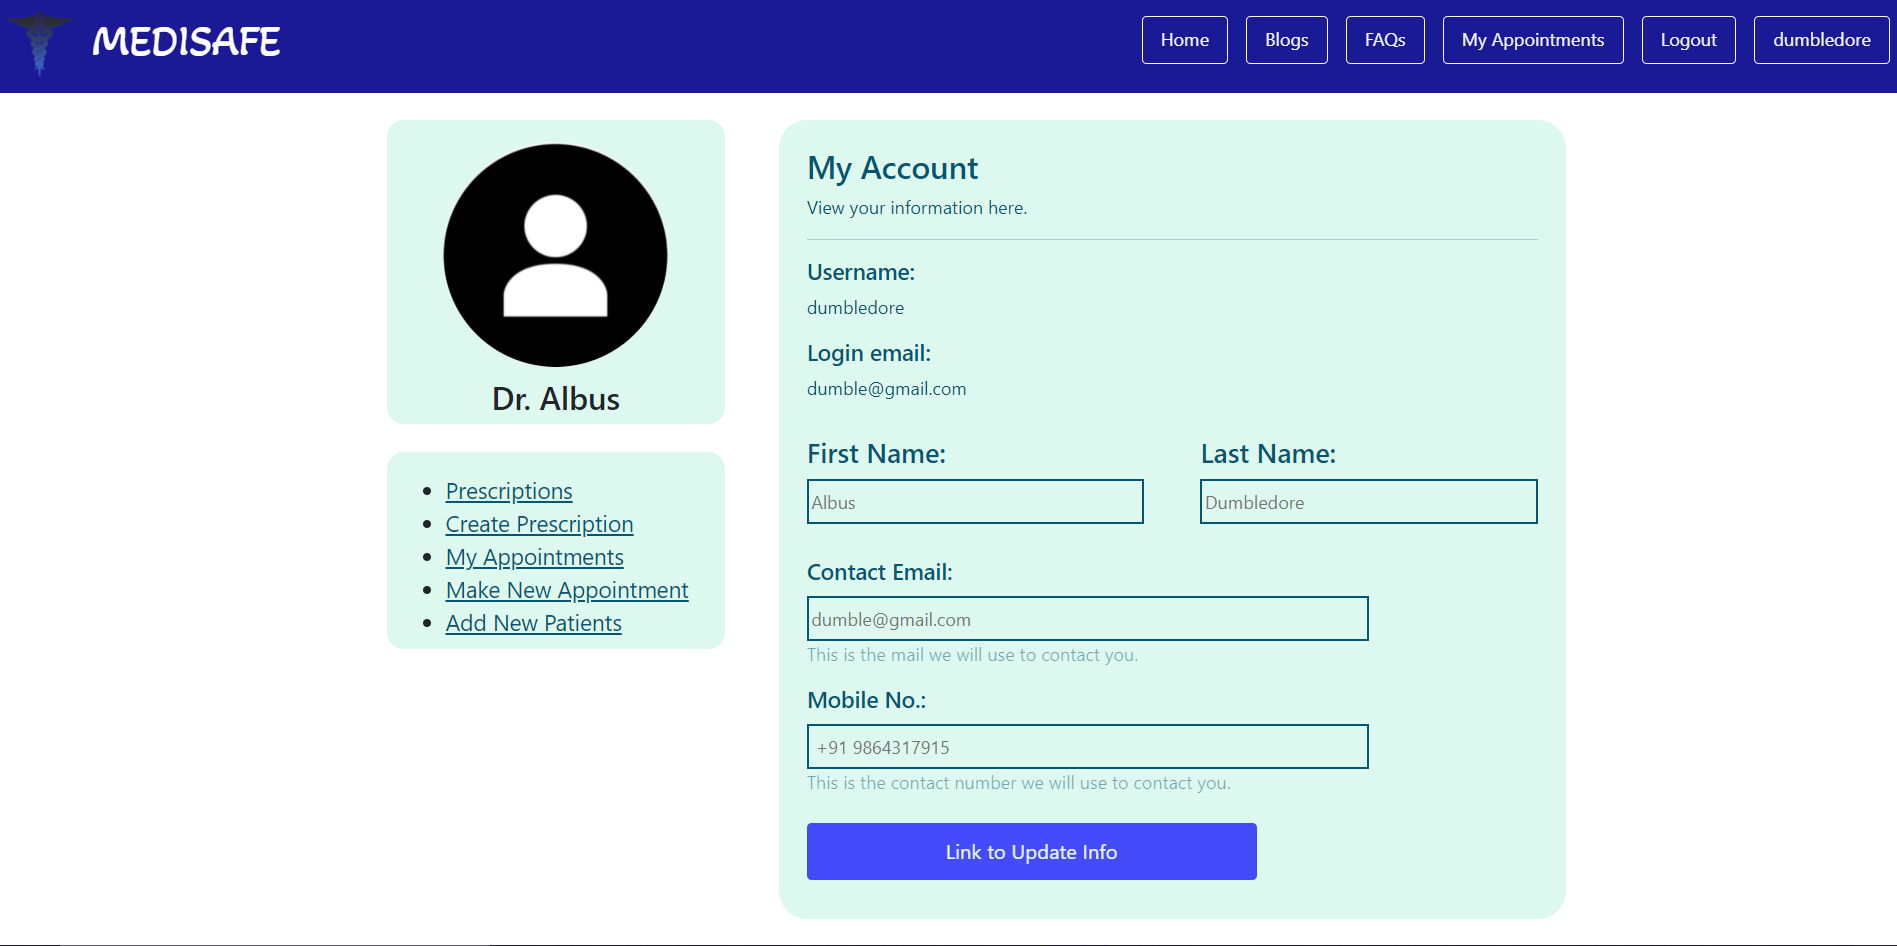 MEDISAFE
Home
Blogs
FAQs
My Appointments
Logout
dumbledore
Dr. Albus
Prescriptions
Create Prescription
My Appointments
Make New Appointment
Add New Patients
My Account
View your information here.
Username:
dumbledore
Login email:
dumble@gmail.com
First Name:
Last Name:
Albus
Dumbledore
Contact Email:
dumble@gmail.com
This is the mail we will use to contact you.
Mobile No.:
+91 9864317915
This is the contact number we will use to contact you.
Link to Update Info